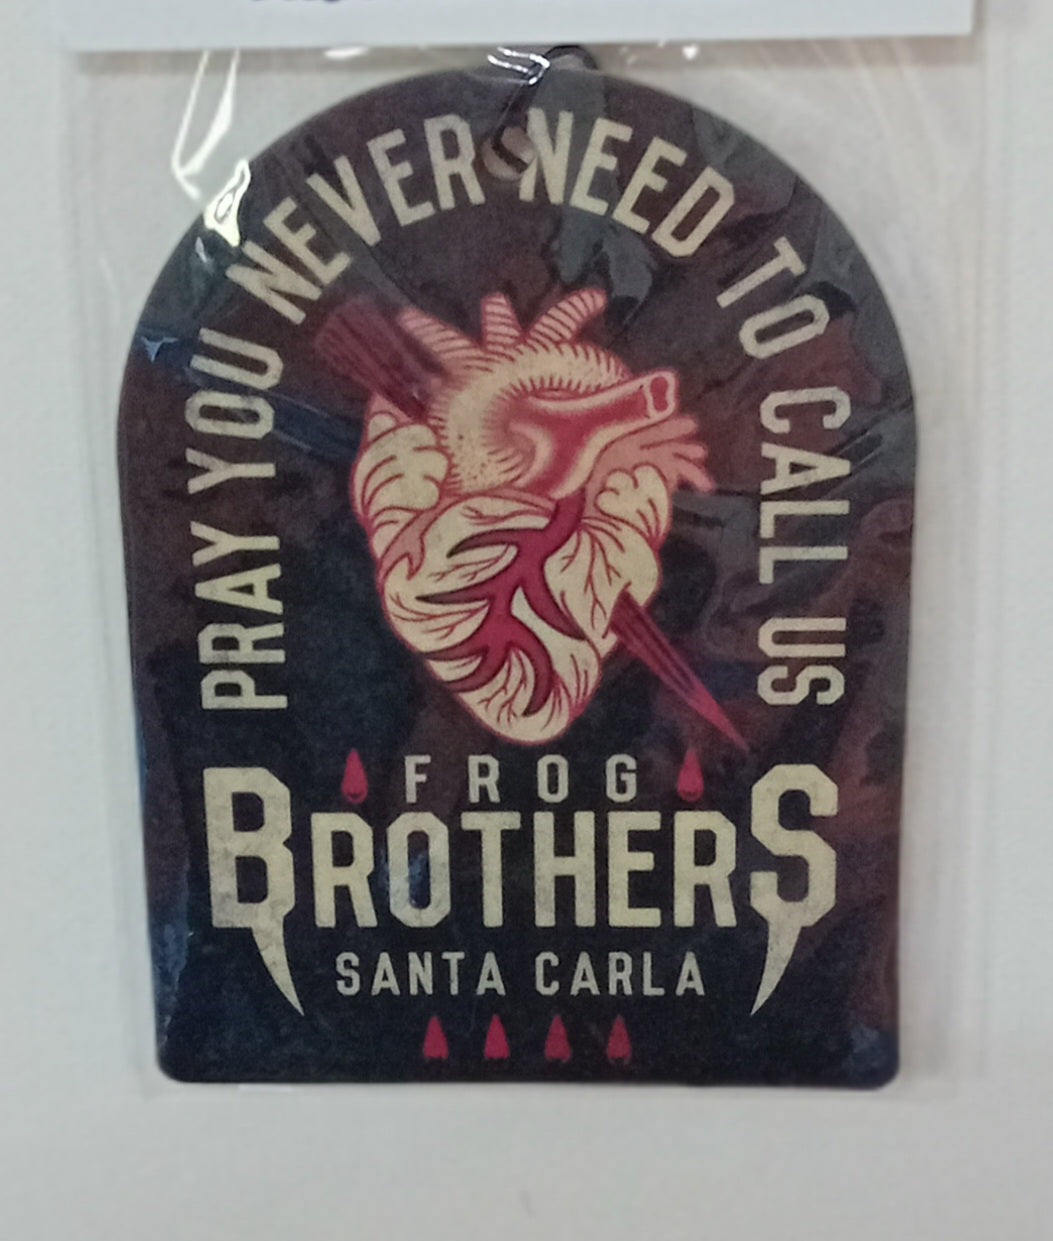 PRAY YOU NEVER NEED TO CALL US
FROG
BROTHERS
SANTA CARLA